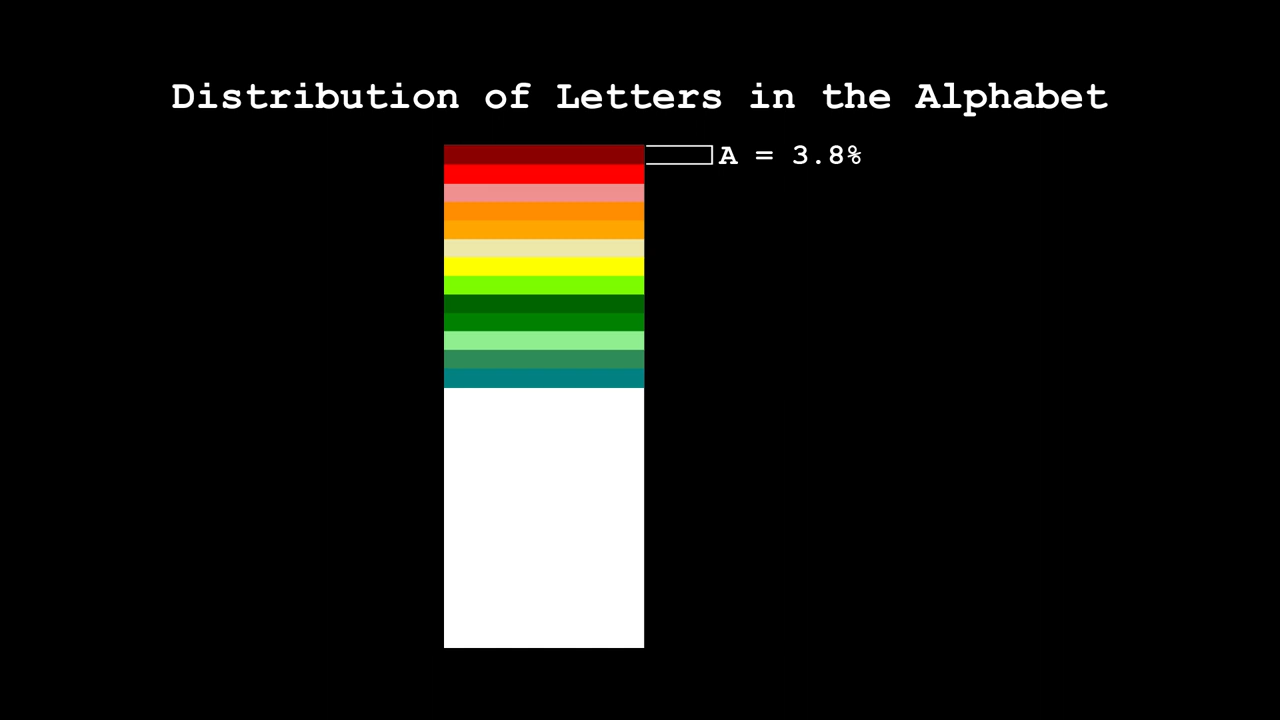 Distribution of Letters in the Alphabet
A = 3.8%